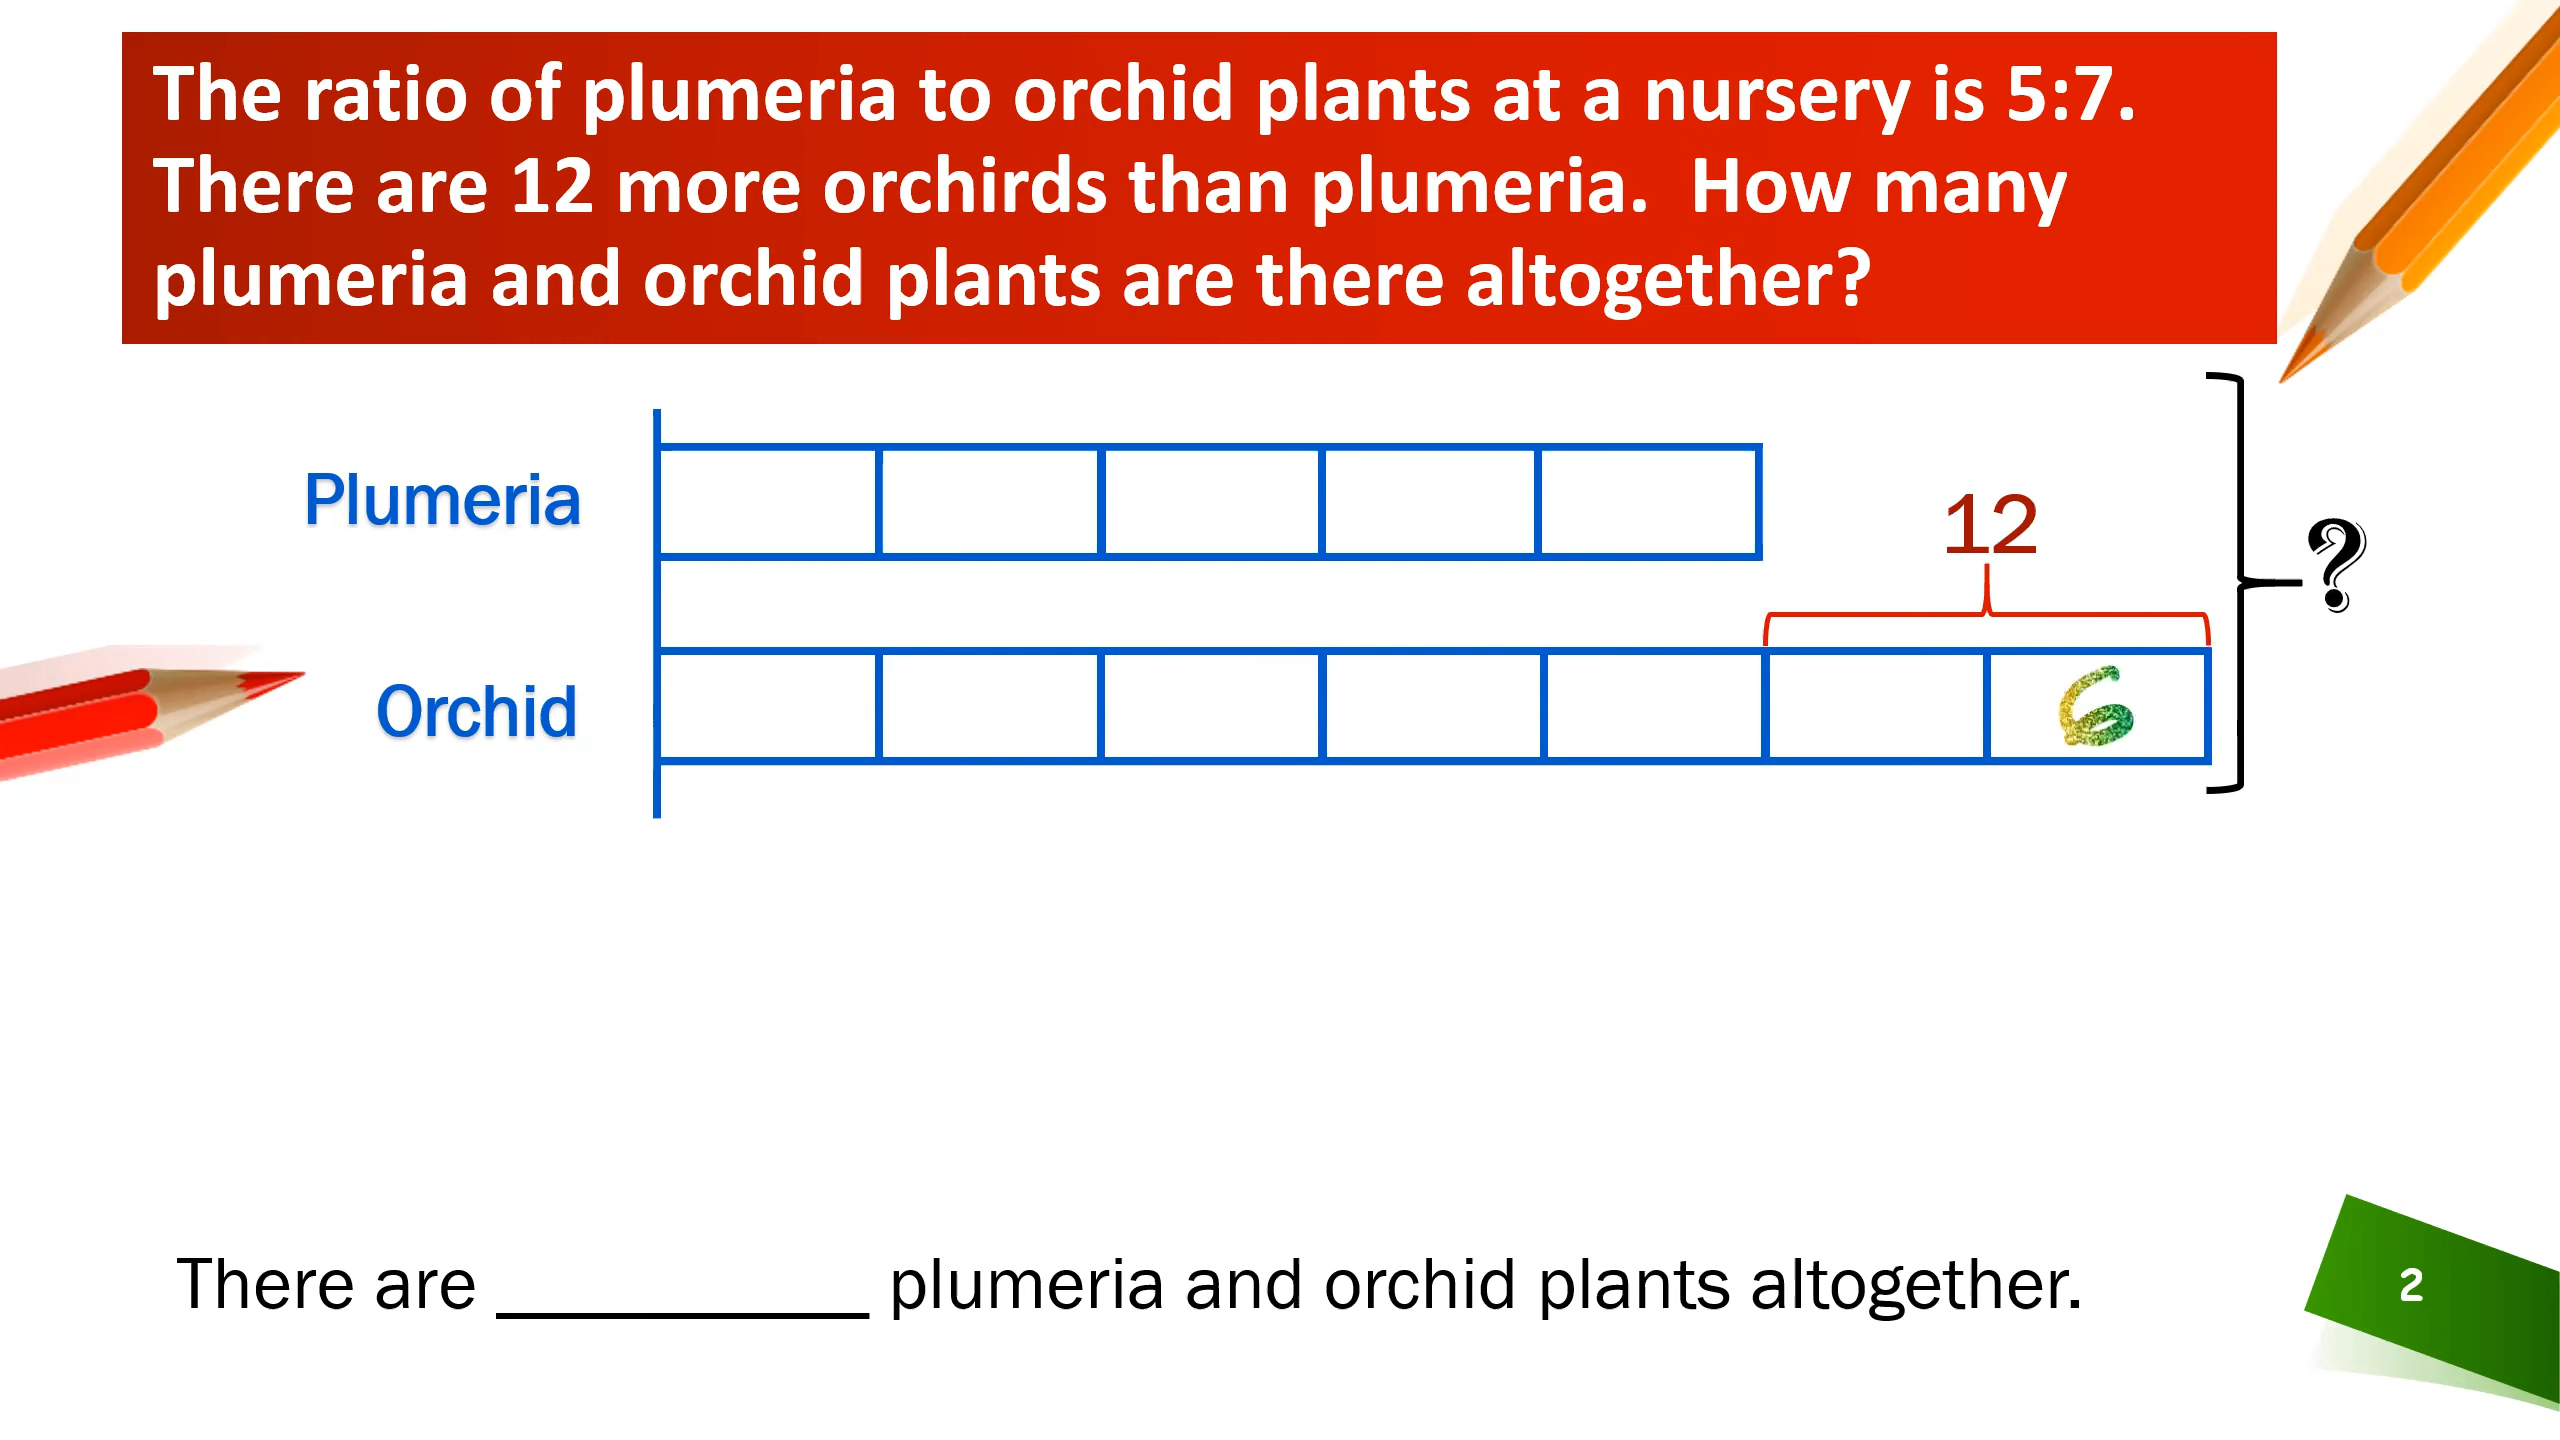 The ratio of plumeria to orchid plants at a nursery is 5:7.
There are 12 more orchirds than plumeria.  How many
plumeria and orchid plants are there altogether?
Plumeria
12
?
Orchid
6
There are __________ plumeria and orchid plants altogether.
2